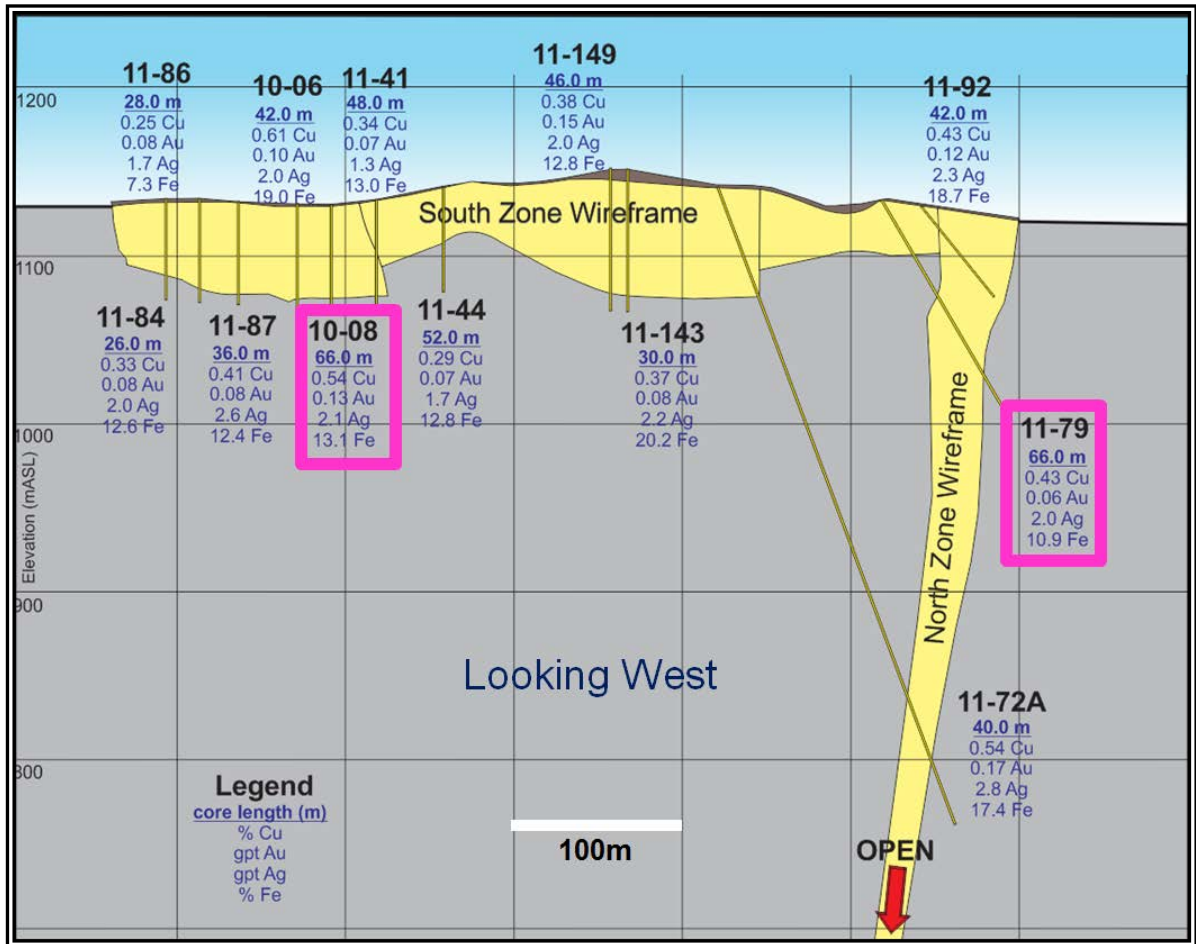 11-86
28.0 m
0.25 Cu
0.08 Au
1.7 Ag
7.3 Fe
10-06
42.0 m
0.61 Cu
0.10 Au
2.0 Ag
19.0 Fe
11-41
48.0 m
0.34 Cu
0.07 Au
1.3 Ag
13.0 Fe
11-149
46.0 m
0.38 Cu
0.15 Au
2.0 Ag
12.8 Fe
11-92
42.0 m
0.43 Cu
0.12 Au
2.3 Ag
18.7 Fe
1200
1100
1000
900
800
Elevation (mASL)
South Zone Wireframe
North Zone Wireframe
11-84
26.0 m
0.33 Cu
0.08 Au
2.0 Ag
12.6 Fe
11-87
36.0 m
0.41 Cu
0.08 Au
2.6 Ag
12.4 Fe
10-08
66.0 m
0.54 Cu
0.13 Au
2.1 Ag
13.1 Fe
11-44
52.0 m
0.29 Cu
0.07 Au
1.7 Ag
12.8 Fe
11-143
30.0 m
0.37 Cu
0.08 Au
2.2 Ag
20.2 Fe
11-79
66.0 m
0.43 Cu
0.06 Au
2.0 Ag
10.9 Fe
Looking West
11-72A
40.0 m
0.54 Cu
0.17 Au
2.8 Ag
17.4 Fe
Legend
core length (m)
% Cu
gpt Au
gpt Ag
% Fe
100m
OPEN